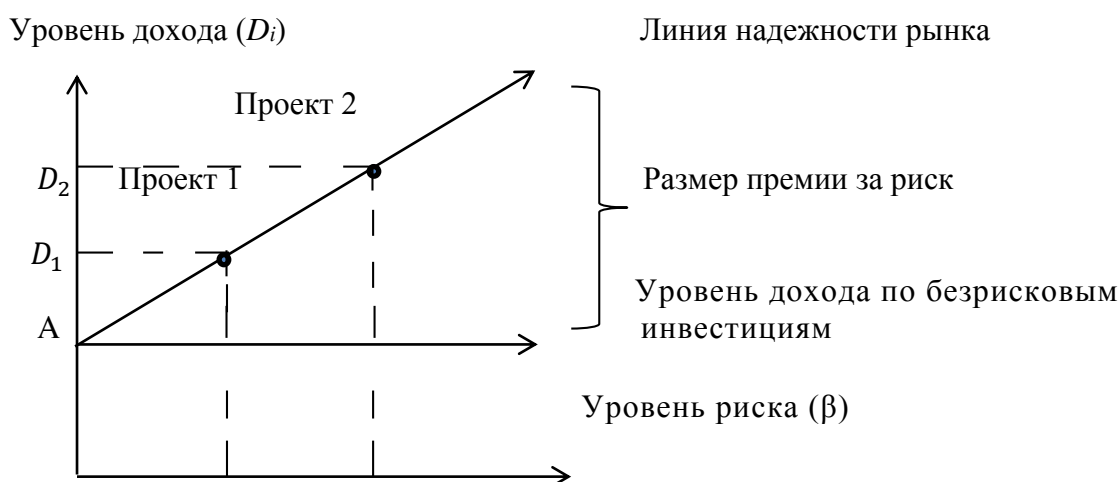 Уровень дохода (Di)
Линия надежности рынка
Проект 2
D2
Проект 1
Размер премии за риск
D1
Уровень дохода по безрисковым
инвестициям
А
Уровень риска (β)